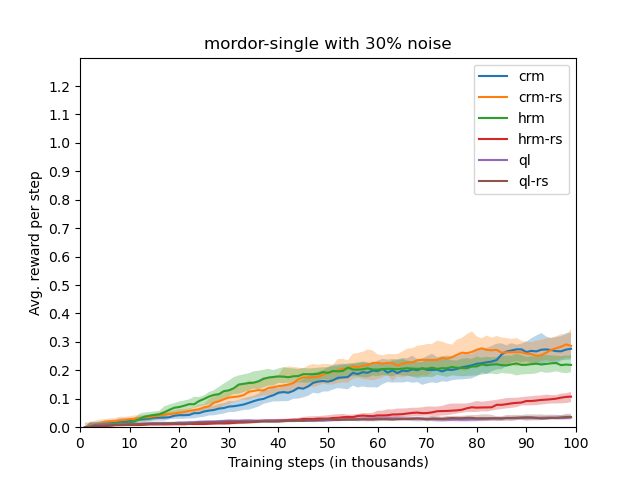 mordor-single with 30% noise
Avg. reward per step
1.2
1.1
1.0
0.9
0.8
0.7
0.6
0.5
0.4
0.3
0.2
0.1
0.0
crm
crm-rs
hrm
hrm-rs
ql
ql-rs
0 10 20 30 40 50 60 70 80 90 100
Training steps (in thousands)